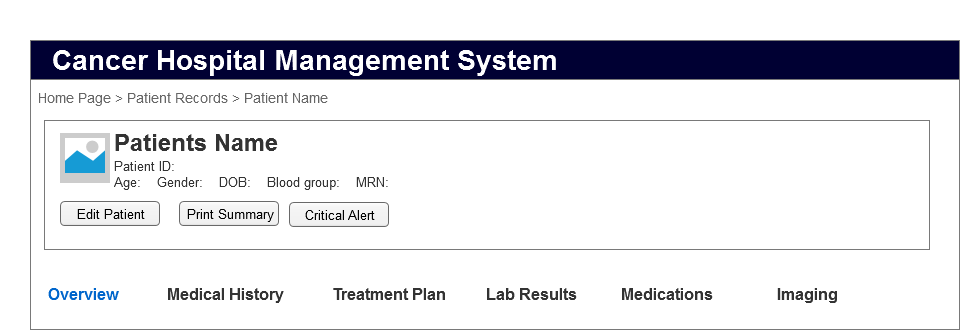 Cancer Hospital Management System
Home Page > Patient Records > Patient Name
Patients Name
Patient ID:
Age: Gender: DOB: Blood group: MRN:
Edit Patient Print Summary Critical Alert
Overview Medical History Treatment Plan Lab Results Medications Imaging